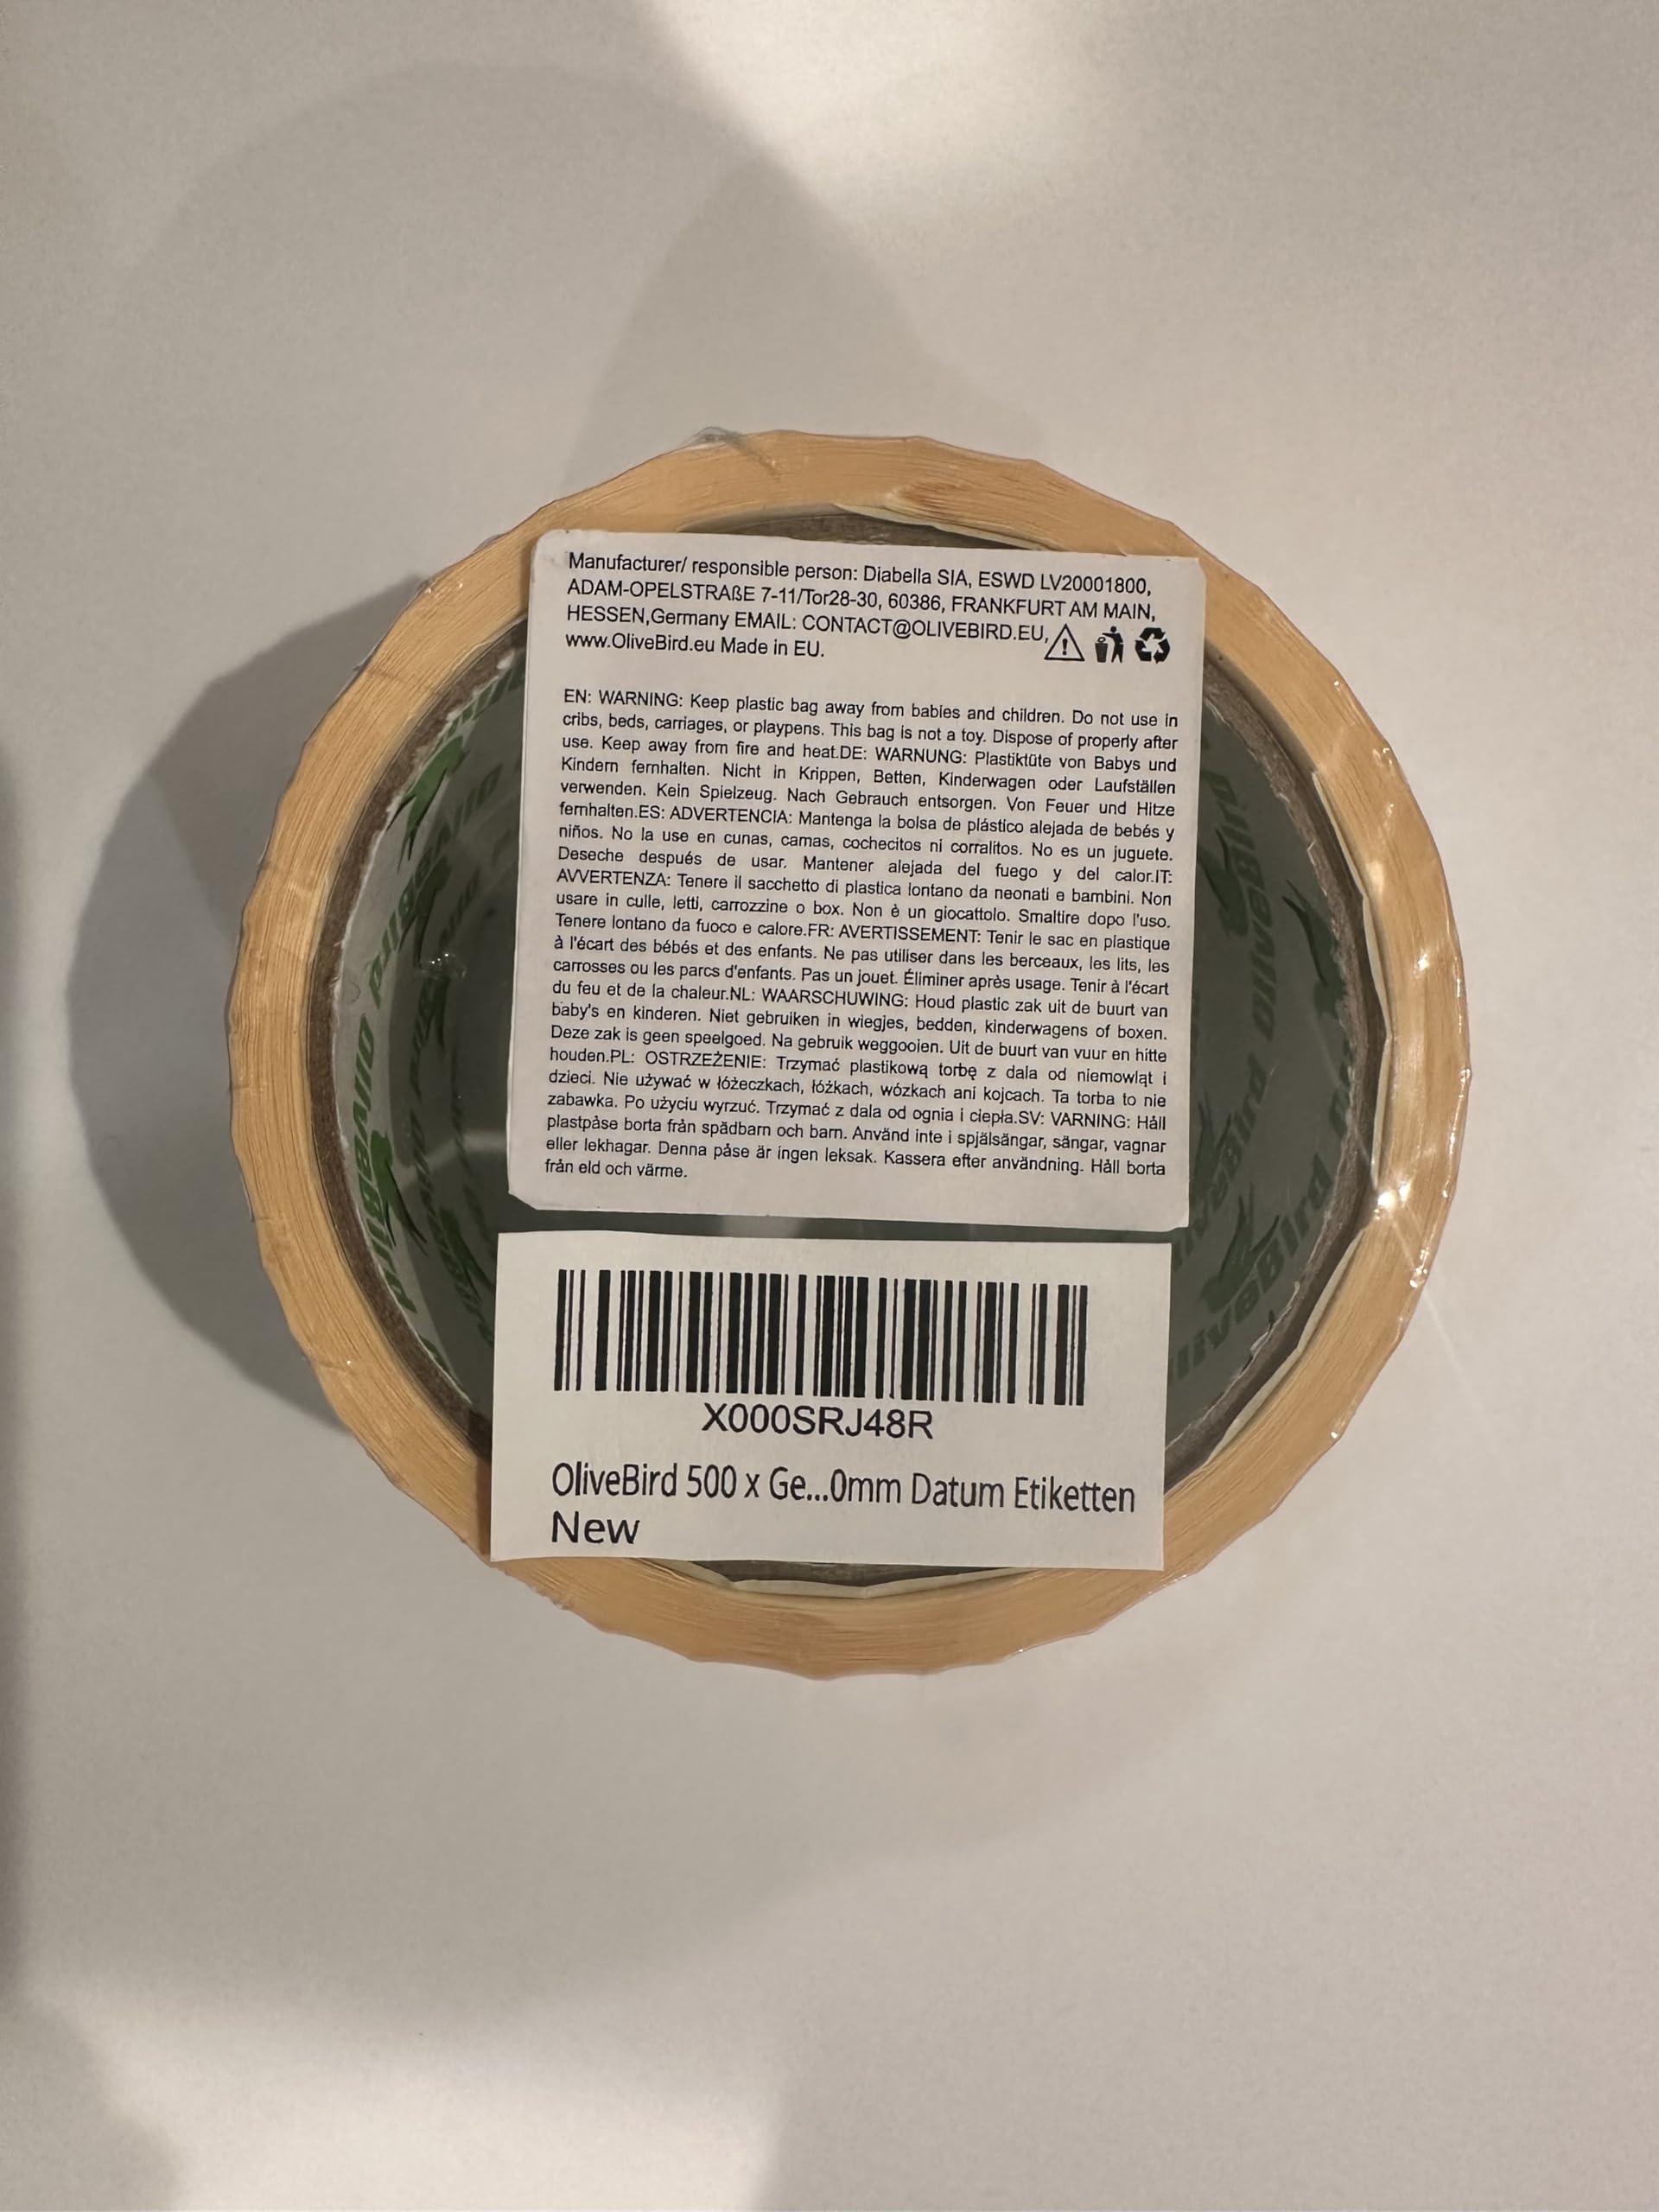 Manufacturer/ responsible person: Diabella SIA, ESWD LV20001800,
ADAM-OPELSTRAßE 7-11/Tor28-30, 60386, FRANKFURT AM MAIN,
HESSEN,Germany EMAIL: CONTACT@OLIVEBIRD.EU,
www.OliveBird.eu Made in EU.
EN: WARNING: Keep plastic bag away from babies and children. Do not use in
cribs, beds, carriages, or playpens. This bag is not a toy. Dispose of properly after
use. Keep away from fire and heat.DE: WARNUNG: Plastiktüte von Babys und
Kindern fernhalten. Nicht in Krippen, Betten, Kinderwagen oder Laufställen
verwenden. Kein Spielzeug. Nach Gebrauch entsorgen. Von Feuer und Hitze
fernhalten.ES: ADVERTENCIA: Mantenga la bolsa de plástico alejada de bebés y
niños. No la use en cunas, camas, cochecitos ni corralitos. No es un juguete.
Deseche después de usar. Mantener alejada del fuego y del calor.IT:
AVVERTENZA: Tenere il sacchetto di plastica lontano da neonati e bambini. Non
usare in culle, letti, carrozzine o box. Non è un giocattolo. Smaltire dopo l'uso.
Tenere lontano da fuoco e calore.FR: AVERTISSEMENT: Tenir le sac en plastique
à l'écart des bébés et des enfants. Ne pas utiliser dans les berceaux, les lits, les
carrosses ou les parcs d'enfants. Pas un jouet. Éliminer après usage. Tenir à l'écart
du feu et de la chaleur.NL: WAARSCHUWING: Houd plastic zak uit de buurt van
baby's en kinderen. Niet gebruiken in wiegjes, bedden, kinderwagens of boxen.
Deze zak is geen speelgoed. Na gebruik weggooien. Uit de buurt van vuur en hitte
houden.PL: OSTRZEŻENIE: Trzymać plastikową torbę z dala od niemowląt i
dzieci. Nie używać w łóżeczkach, łóżkach, wózkach ani kojcach. Ta torba to nie
zabawka. Po użyciu wyrzuć. Trzymać z dala od ognia i ciepła.SV: VARNING: Håll
plastpåse borta från spädbarn och barn. Använd inte i spjälsängar, sängar, vagnar
eller lekhagar. Denna påse är ingen leksak. Kassera efter användning. Håll borta
från eld och värme.
X000SRJ48R
OliveBird 500 x Ge...0mm Datum Etiketten
New
OliveBird
OliveBird
OliveBird